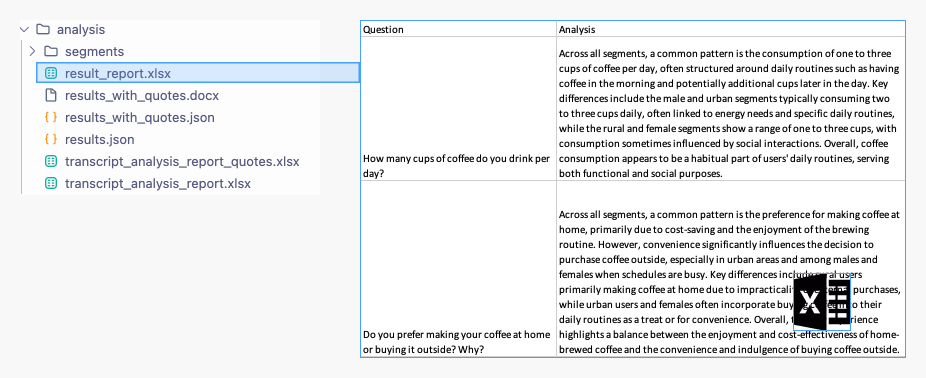 analysis
segments
result_report.xlsx
results_with_quotes.docx
results_with_quotes.json
results.json
transcript_analysis_report_quotes.xlsx
transcript_analysis_report.xlsx
Question Analysis
Across all segments, a common pattern is the consumption of one to three
cups of coffee per day, often structured around daily routines such as having
coffee in the morning and potentially additional cups later in the day. Key
differences include the male and urban segments typically consuming two
to three cups daily, often linked to energy needs and specific daily routines,
while the rural and female segments show a range of one to three cups, with
consumption sometimes influenced by social interactions. Overall, coffee
consumption appears to be a habitual part of users' daily routines, serving
both functional and social purposes.
How many cups of coffee do you drink per
day?
Across all segments, a common pattern is the preference for making coffee at
home, primarily due to cost-saving and the enjoyment of the brewing
routine. However, convenience significantly influences the decision to
purchase coffee outside, especially in urban areas and among males and
females when schedules are busy. Key differences include rural users
primarily making coffee at home due to purchases,
while urban users and females often incorporate their
daily routines as a treat or for convenience. Overall,
highlights a balance between the enjoyment and cost-effectiveness of home-
brewed coffee and the convenience and indulgence of buying coffee outside.
Do you prefer making your coffee at home
or buying it outside? Why?
X